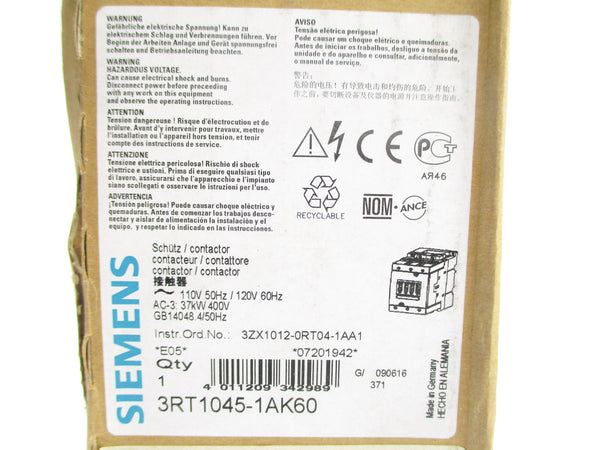 WARNUNG
Gefährliche elektrische Spannung! Kann zu
elektrischem Schlag und Verbrennungen führen. Vor
Beginn der Arbeiten Anlage und Gerät spannungsfrei
schalten und Betriebsanleitung beachten.
WARNING
HAZARDOUS VOLTAGE.
Can cause electrical shock and burns.
Disconnect power before proceeding
with any work on this equipment
and observe the operating instructions.
ATTENTION
Tension dangereuse ! Risque d'électrocution et de
brûlure. Avant d'y intervenir pour travaux, mettre
l'installation ou l'appareil hors tension, et tenir
compte des instructions de service.
ATTENZIONE
Tensione elettrica pericolosa! Rischio di shock
elettrico e ustioni. Prima di eseguire qualsiasi tipo
di lavoro, assicurarsi che l'apparecchio e l'impianto
siano scollegati e osservare le istruzioni per l'uso.
ADVERTENCIA
¡Tensión peligrosa! Puede causar choque eléctrico y
quemaduras. Antes de comenzar los trabajos desco-
nectar y aislar de alimentación la instalación y el
equipo. y respetar lo indicado en las instrucciones.
AVISO
Tensão elétrica perigosa!
Pode causar choque elétrico e queimaduras.
Antes de iniciar os trabalhos, desligue a tensão da
unidade e do aparelho e consultar, adicionalmente,
o manual de servico.
警告:
危险的电压! 有导致电击和灼伤的危险。开始工
作之前,要切断设备及仪器的电源并注意操作规程。
CE
PCT
АЯ46
RECYCLABLE
NOM-ANCE
SIEMENS
Schütz / contactor
contacteur / contattore
contactor / contactor
接触器
~ 110V 50Hz / 120V 60Hz
AC-3: 37kW 400V
GB14048.4/50Hz
Instr.Ord.No.: 3ZX1012-0RT04-1AA1
*E05* *07201942*
Qty
1
4 011209 342989
G/ 090616
371
3RT1045-1AK60
Made in Germany
HECHO EN ALEMANIA